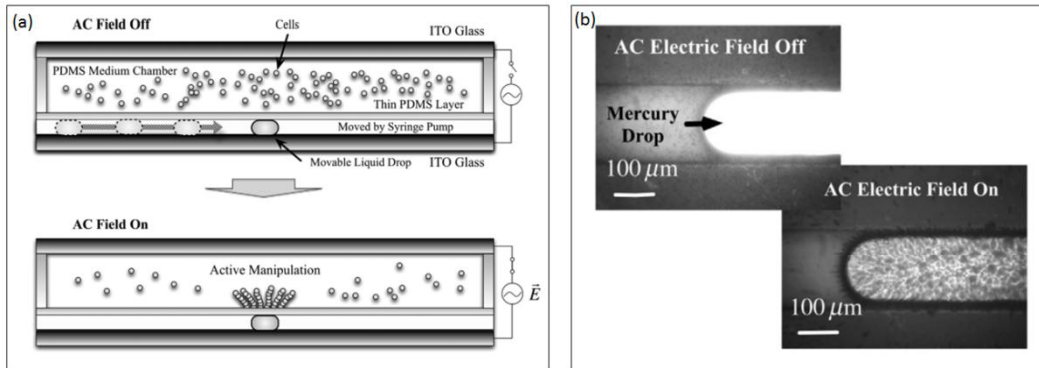 (a)
AC Field Off
Cells
ITO Glass
PDMS Medium Chamber
Thin PDMS Layer
Moved by Syringe Pump
Movable Liquid Drop
ITO Glass
AC Field On
Active Manipulation
E
(b)
AC Electric Field Off
Mercury
Drop
100 μm
AC Electric Field On
100 μm